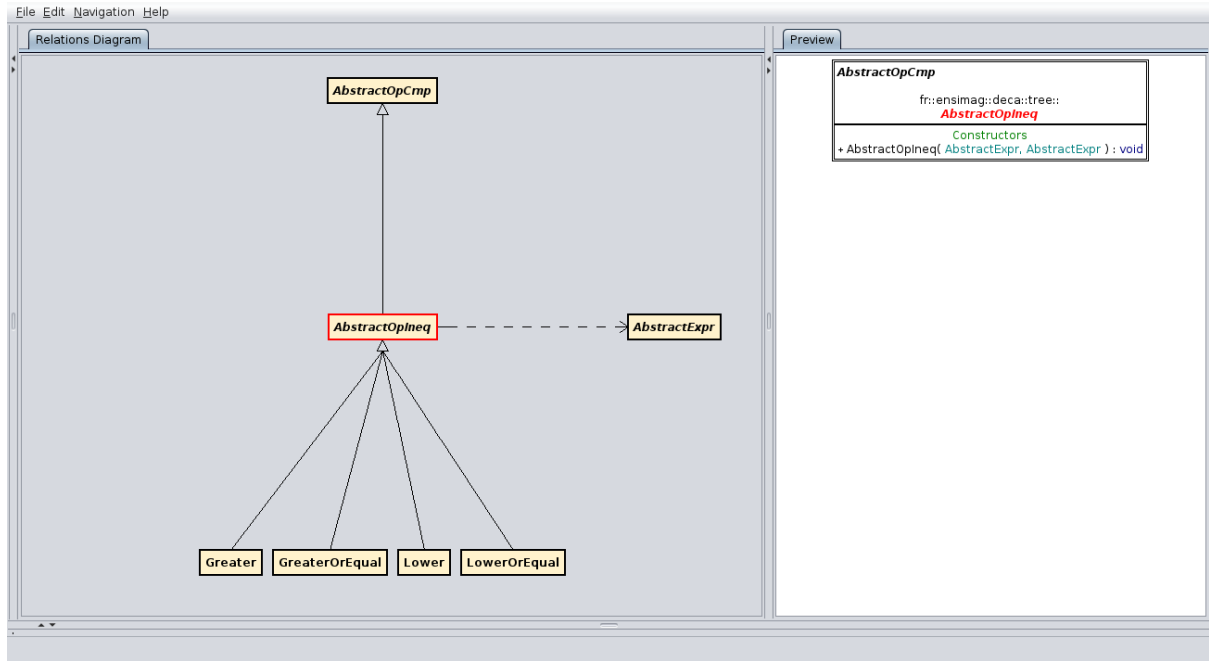 File Edit Navigation Help
Relations Diagram
AbstractOpCmp
AbstractOpIneq
AbstractExpr
Greater
GreaterOrEqual
Lower
LowerOrEqual
Preview
AbstractOpCmp
fr::ensimag::deca::tree::
AbstractOpIneq
Constructors
+ AbstractOpIneq( AbstractExpr, AbstractExpr ) : void